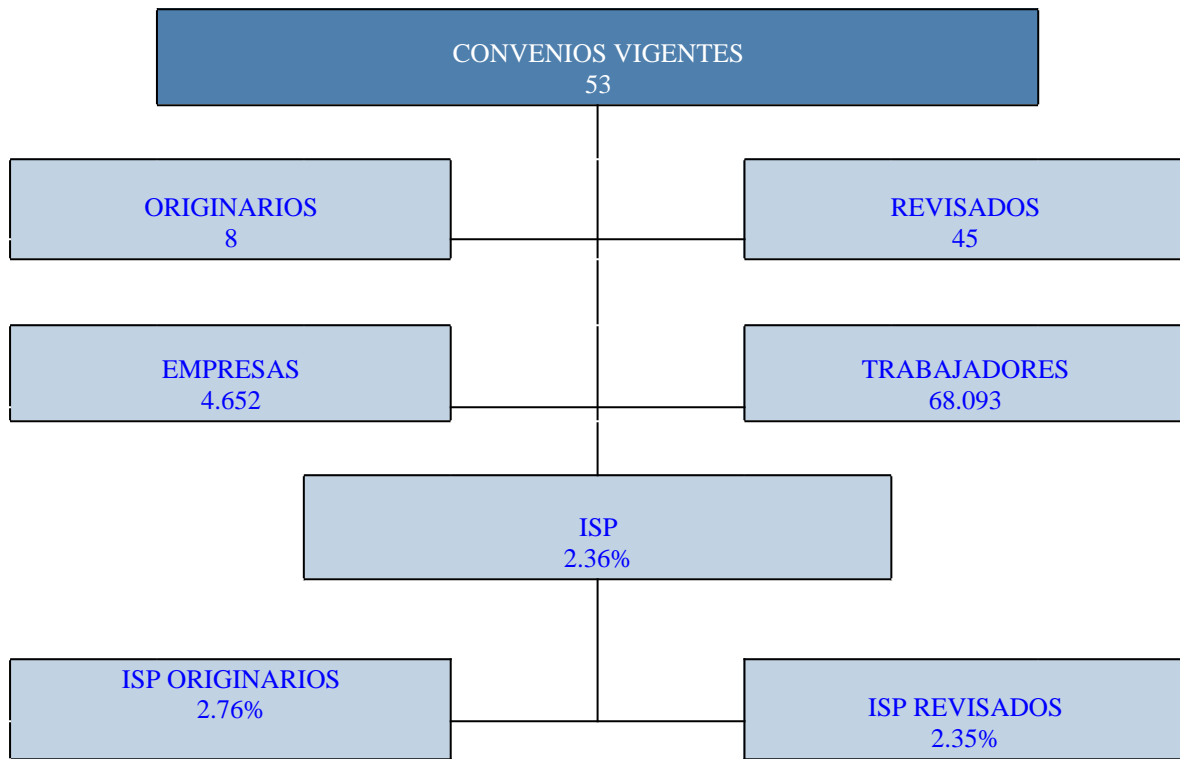 CONVENIOS VIGENTES
53
ORIGINARIOS
8
REVISADOS
45
EMPRESAS
4.652
TRABAJADORES
68.093
ISP
2.36%
ISP ORIGINARIOS
2.76%
ISP REVISADOS
2.35%